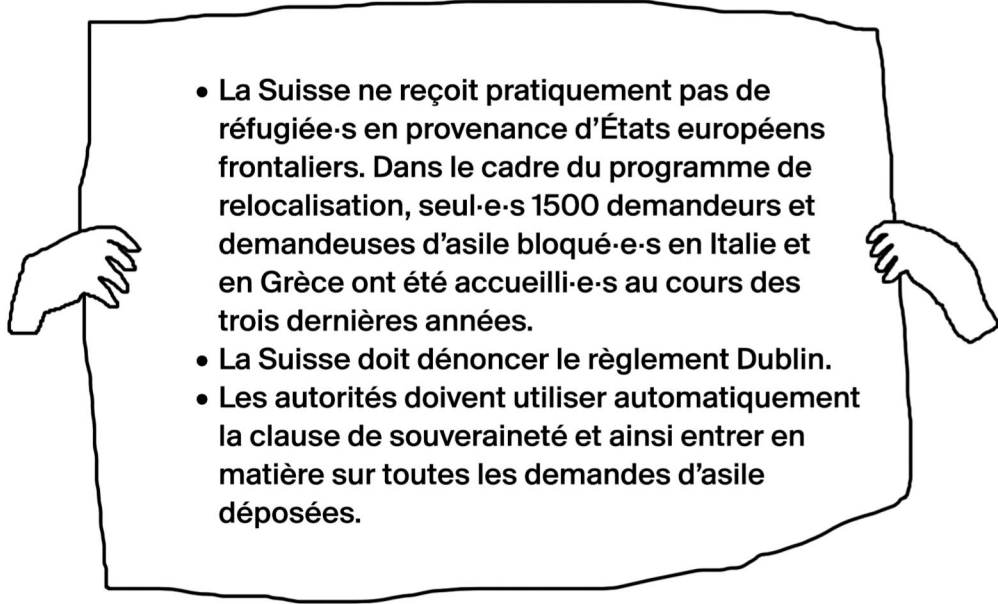 • La Suisse ne reçoit pratiquement pas de
réfugiée·s en provenance d’États européens
frontaliers. Dans le cadre du programme de
relocalisation, seul·e·s 1500 demandeurs et
demandeuses d’asile bloqué·e·s en Italie et
en Grèce ont été accueilli·e·s au cours des
trois dernières années.
• La Suisse doit dénoncer le règlement Dublin.
• Les autorités doivent utiliser automatiquement
la clause de souveraineté et ainsi entrer en
matière sur toutes les demandes d’asile
déposées.